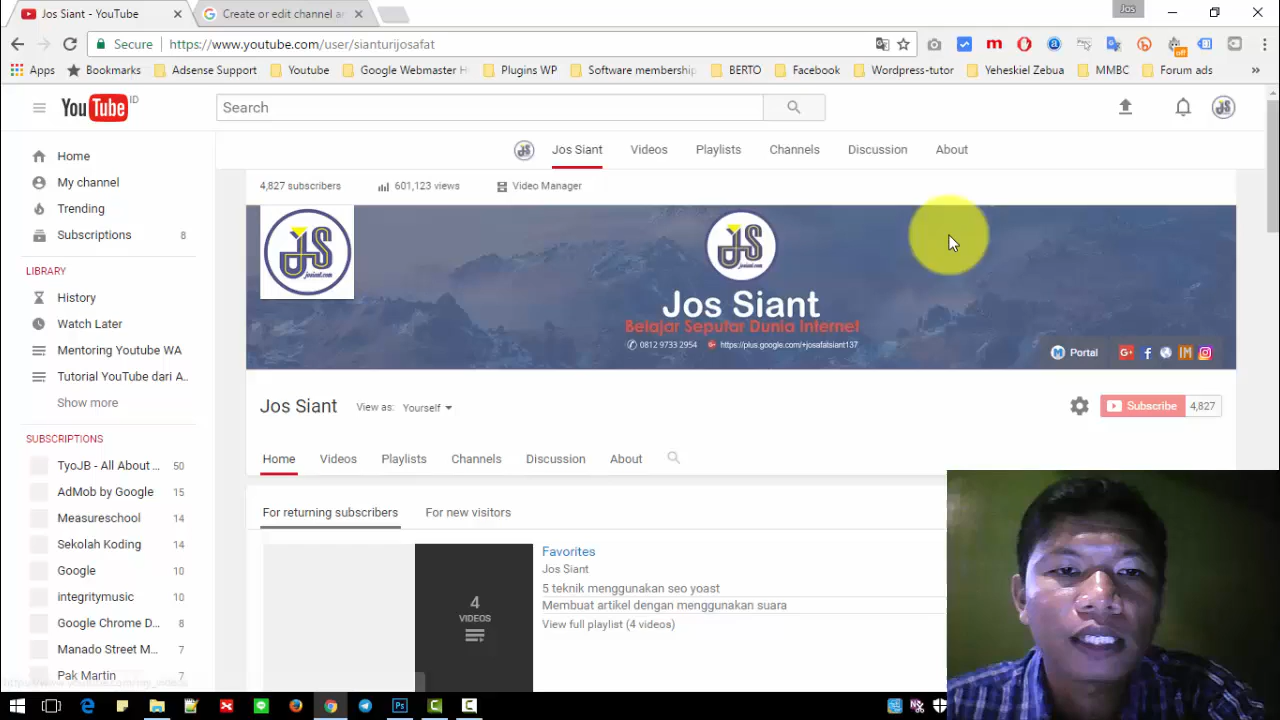 Jos Siant - YouTube
Create or edit channel a
Jos
Secure
https://www.youtube.com/user/sianturijosafat
Apps
Bookmarks
Adsense Support
Youtube
Google Webmaster H
Plugins WP
Software membership
BERTO
Facebook
Wordpress-tutor
Yeheskiel Zebua
MMBC
Forum ads
YouTube ID
Search
Jos Siant
Videos
Playlists
Channels
Discussion
About
Home
My channel
Trending
Subscriptions 8
LIBRARY
History
Watch Later
Mentoring Youtube WA
Tutorial YouTube dari A..
Show more
SUBSCRIPTIONS
TyoJB - All About ... 50
AdMob by Google 15
Measureschool 14
Sekolah Koding 14
Google 10
integritymusic 10
Google Chrome D... 8
Manado Street M... 7
Pak Martin 7
4,827 subscribers
601,123 views
Video Manager
JS
josiant.com
JS
Jos Siant
Belajar Seputar Dunia Internet
0812 9733 2954
https://plus.google.com/+josafatsiant137
Portal
Jos Siant
View as:
Yourself
Subscribe
4,827
Home
Videos
Playlists
Channels
Discussion
About
For returning subscribers
For new visitors
4
VIDEOS
Favorites
Jos Siant
5 teknik menggunakan seo yoast
Membuat artikel dengan menggunakan suara
View full playlist (4 videos)